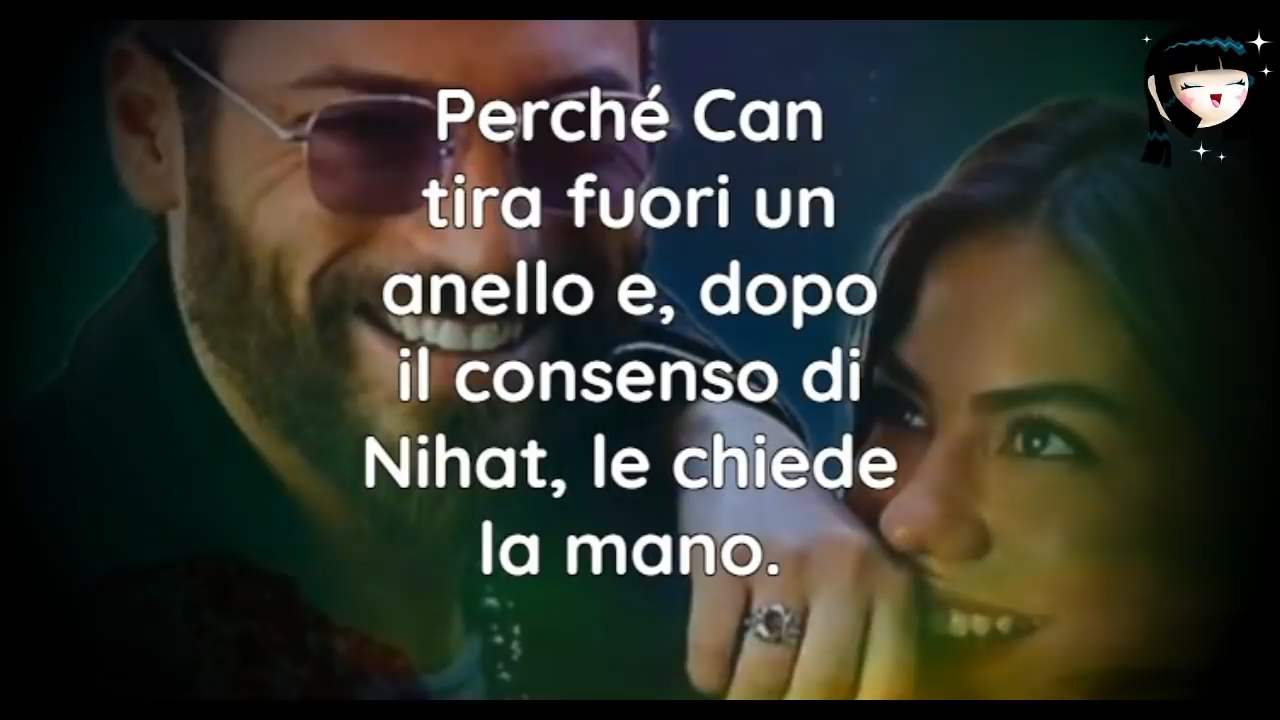 Perché Can
tira fuori un
anello e, dopo
il consenso di
Nihat, le chiede
la mano.